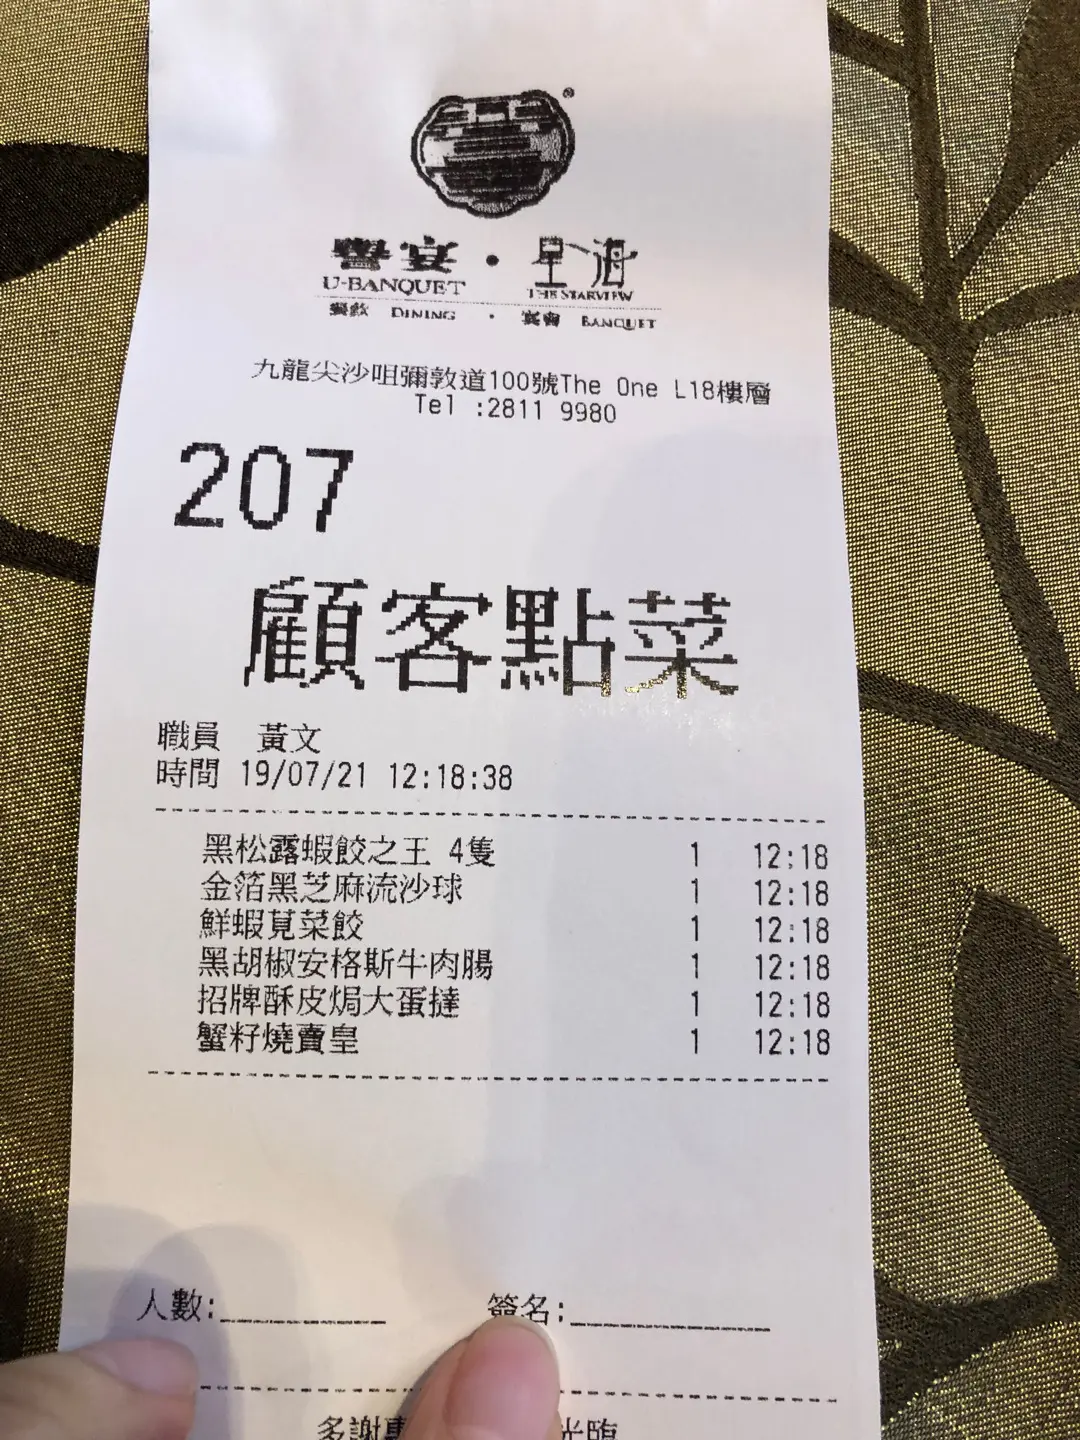 譽宴・星海
U-BANQUET THE STARVIEW
餐飲 DINING ・ 宴會 BANQUET
九龍尖沙咀彌敦道100號The One L18樓層
Tel :2811 9980
207
顧客點菜
職員 黃文
時間 19/07/21 12:18:38
黑松露蝦餃之王 4隻 1 12:18
金箔黑芝麻流沙球 1 12:18
鮮蝦莧菜餃 1 12:18
黑胡椒安格斯牛肉腸 1 12:18
招牌酥皮焗大蛋撻 1 12:18
蟹籽燒賣皇 1 12:18
人數: 簽名:
多謝惠 光臨